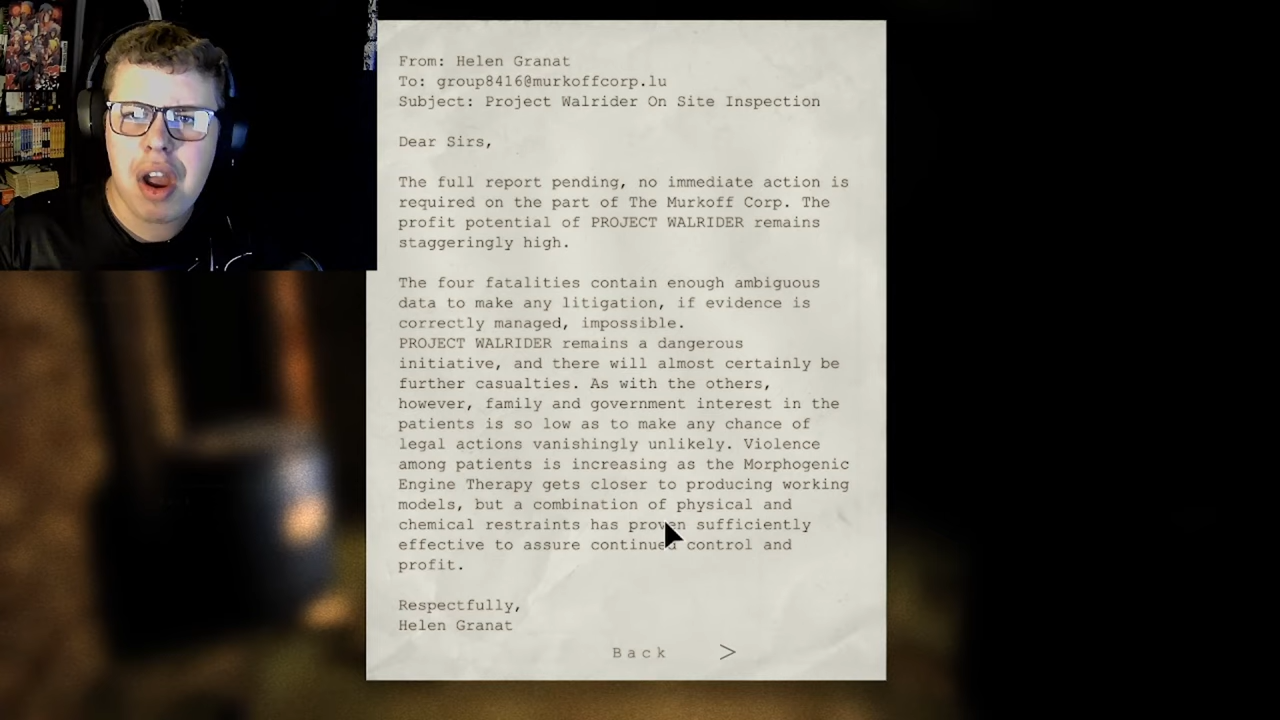 From: Helen Granat
To: group8416@murkoffcorp.lu
Subject: Project Walrider On Site Inspection
Dear Sirs,
The full report pending, no immediate action is
required on the part of The Murkoff Corp. The
profit potential of PROJECT WALRIDER remains
staggeringly high.
The four fatalities contain enough ambiguous
data to make any litigation, if evidence is
correctly managed, impossible.
PROJECT WALRIDER remains a dangerous
initiative, and there will almost certainly be
further casualties. As with the others,
however, family and government interest in the
patients is so low as to make any chance of
legal actions vanishingly unlikely. Violence
among patients is increasing as the Morphogenic
Engine Therapy gets closer to producing working
models, but a combination of physical and
chemical restraints has proven sufficiently
effective to assure continued control and
profit.
Respectfully,
Helen Granat
Back >